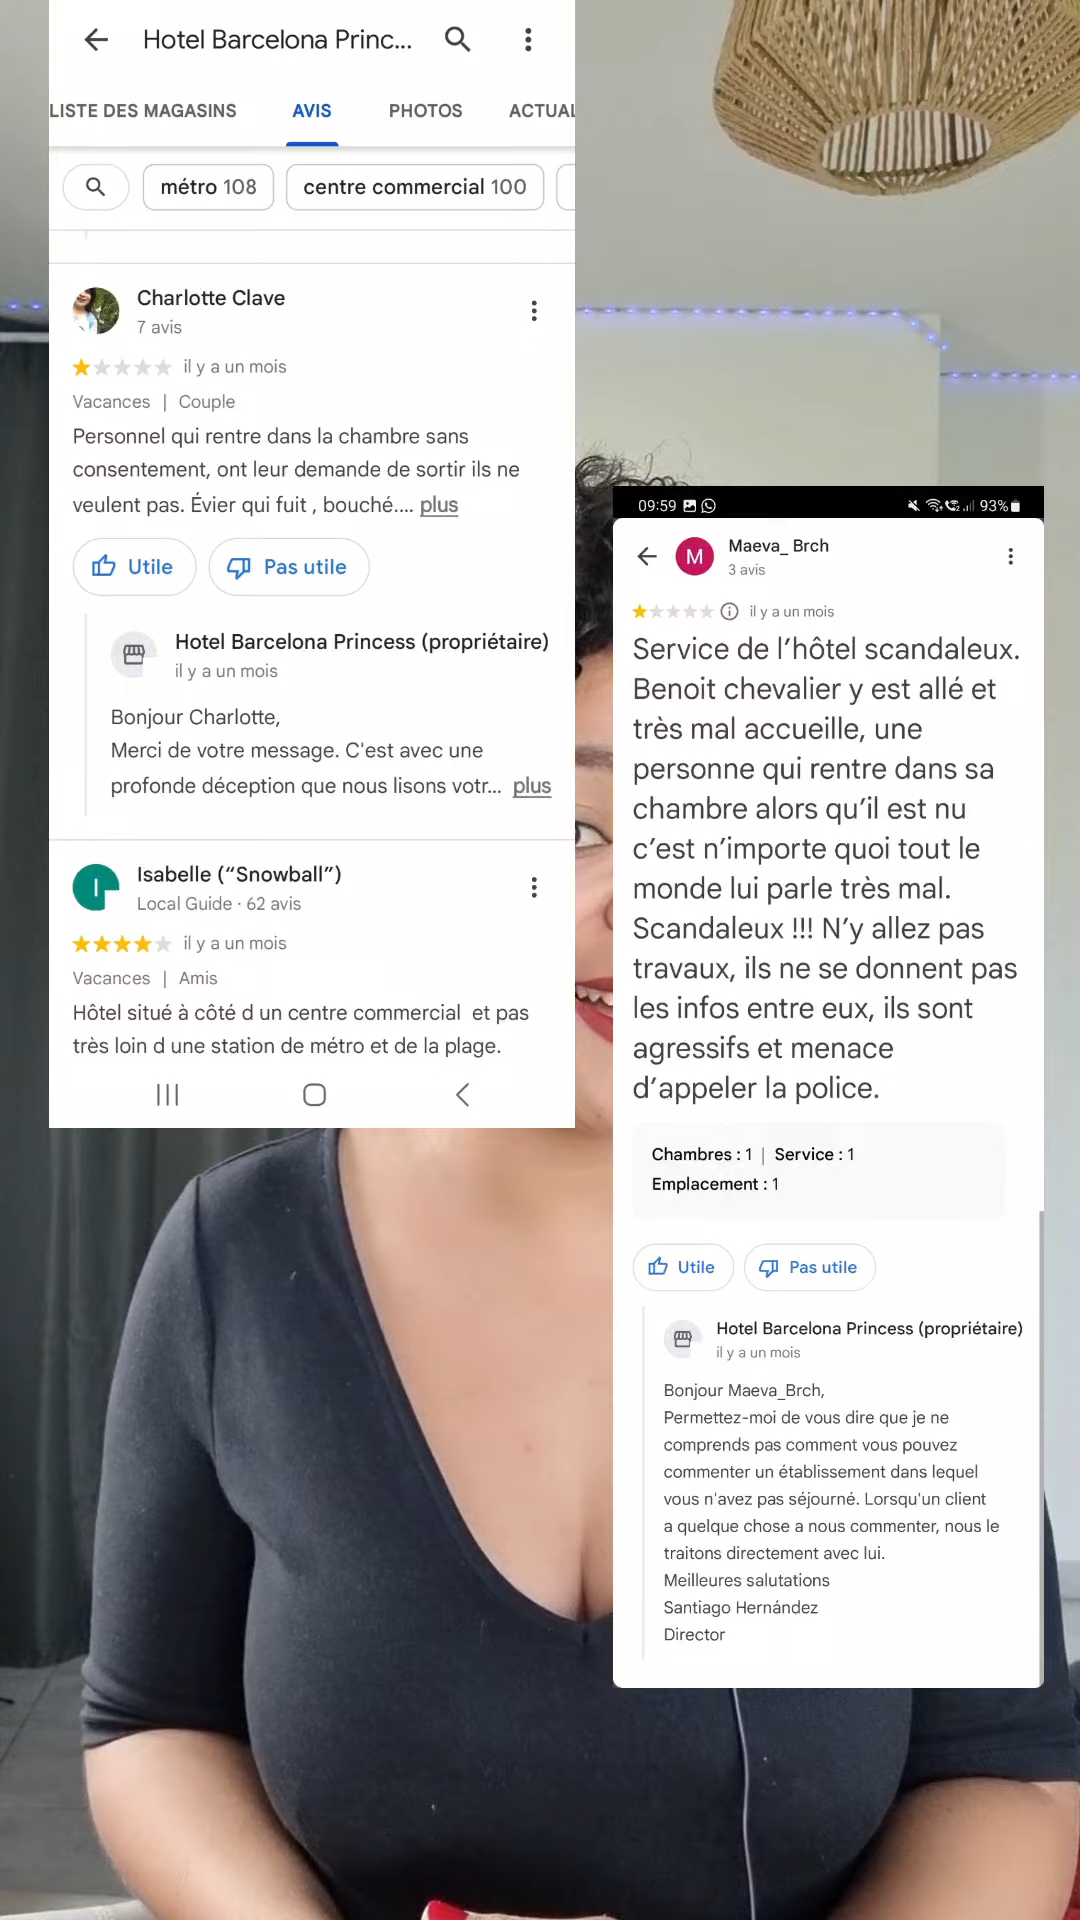 Hotel Barcelona Princ...
LISTE DES MAGASINS AVIS PHOTOS ACTUAL
métro 108 centre commercial 100
Charlotte Clave
7 avis
il y a un mois
Vacances | Couple
Personnel qui rentre dans la chambre sans
consentement, ont leur demande de sortir ils ne
veulent pas. Évier qui fuit , bouché.... plus
Utile Pas utile
Hotel Barcelona Princess (propriétaire)
il y a un mois
Bonjour Charlotte,
Merci de votre message. C'est avec une
profonde déception que nous lisons votr... plus
I
Isabelle (“Snowball”)
Local Guide · 62 avis
il y a un mois
Vacances | Amis
Hôtel situé à côté d un centre commercial et pas
très loin d une station de métro et de la plage.
09:59 93%
M
Maeva_ Brch
3 avis
il y a un mois
Service de l’hôtel scandaleux.
Benoit chevalier y est allé et
très mal accueille, une
personne qui rentre dans sa
chambre alors qu’il est nu
c’est n’importe quoi tout le
monde lui parle très mal.
Scandaleux !!! N’y allez pas
travaux, ils ne se donnent pas
les infos entre eux, ils sont
agressifs et menace
d’appeler la police.
Chambres : 1 | Service : 1
Emplacement : 1
Utile Pas utile
Hotel Barcelona Princess (propriétaire)
il y a un mois
Bonjour Maeva_Brch,
Permettez-moi de vous dire que je ne
comprends pas comment vous pouvez
commenter un établissement dans lequel
vous n'avez pas séjourné. Lorsqu'un client
a quelque chose a nous commenter, nous le
traitons directement avec lui.
Meilleures salutations
Santiago Hernández
Director